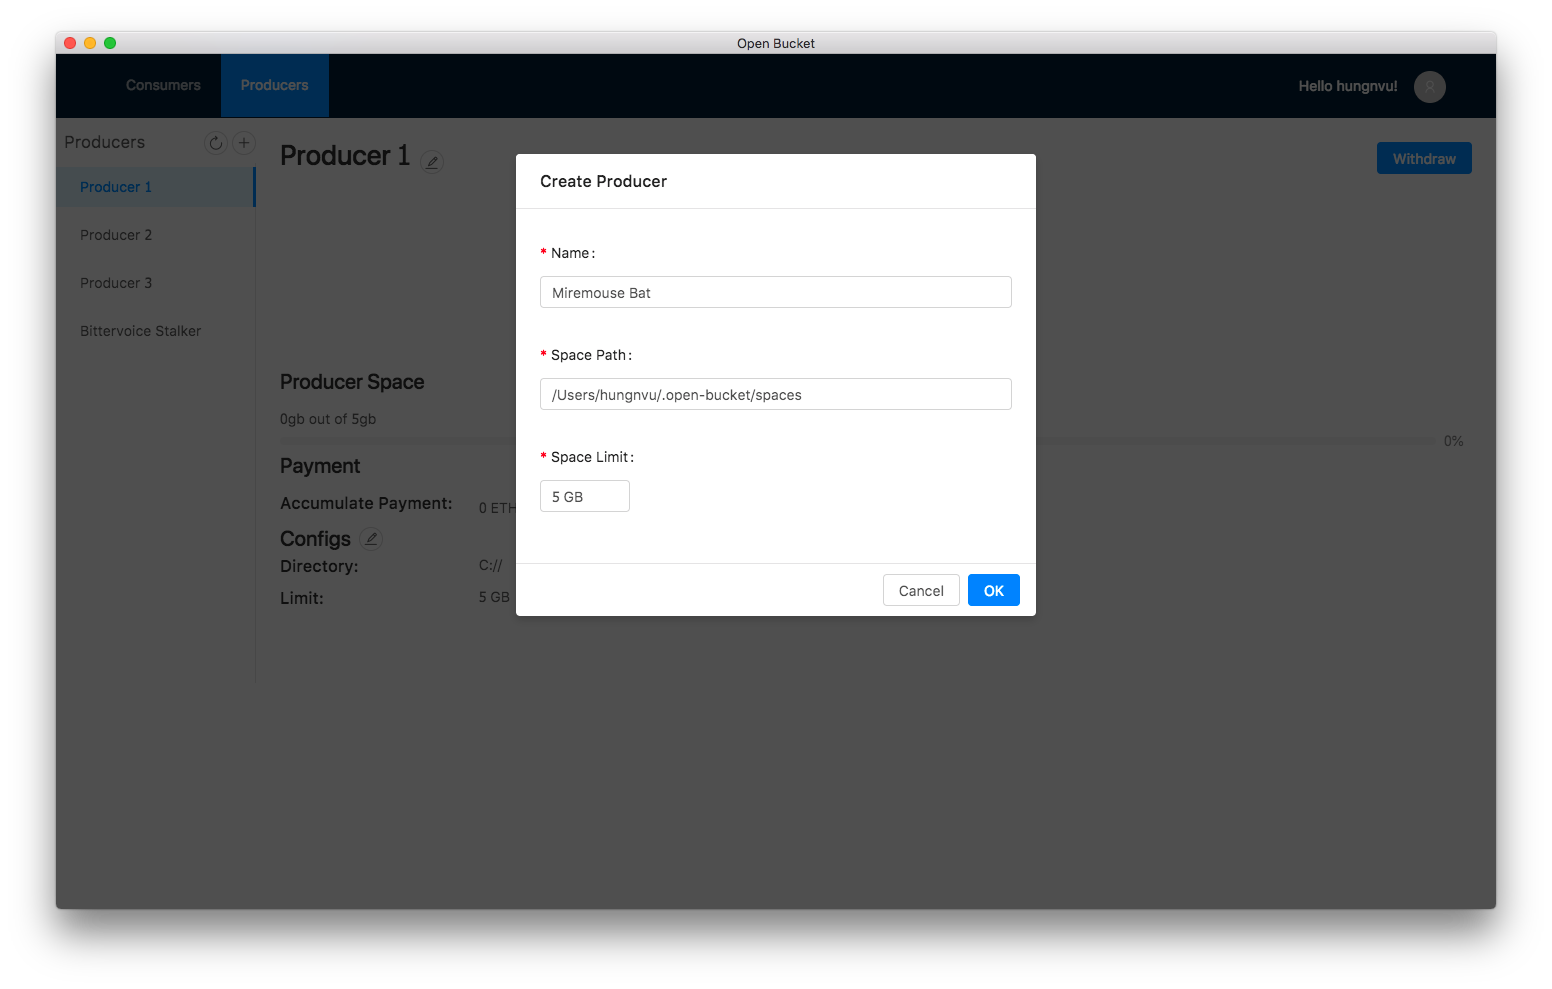 Open Bucket
Consumers
Producers
Hello hungnvu!
Producers
Producer 1
Producer 2
Producer 3
Bittervoice Stalker
Producer 1
Withdraw
Producer Space
0gb out of 5gb
0%
Payment
Accumulate Payment:
0 ETH
Configs
Directory:
C://
Limit:
5 GB
Create Producer
* Name:
Miremouse Bat
* Space Path:
/Users/hungnvu/.open-bucket/spaces
* Space Limit:
5 GB
Cancel
OK